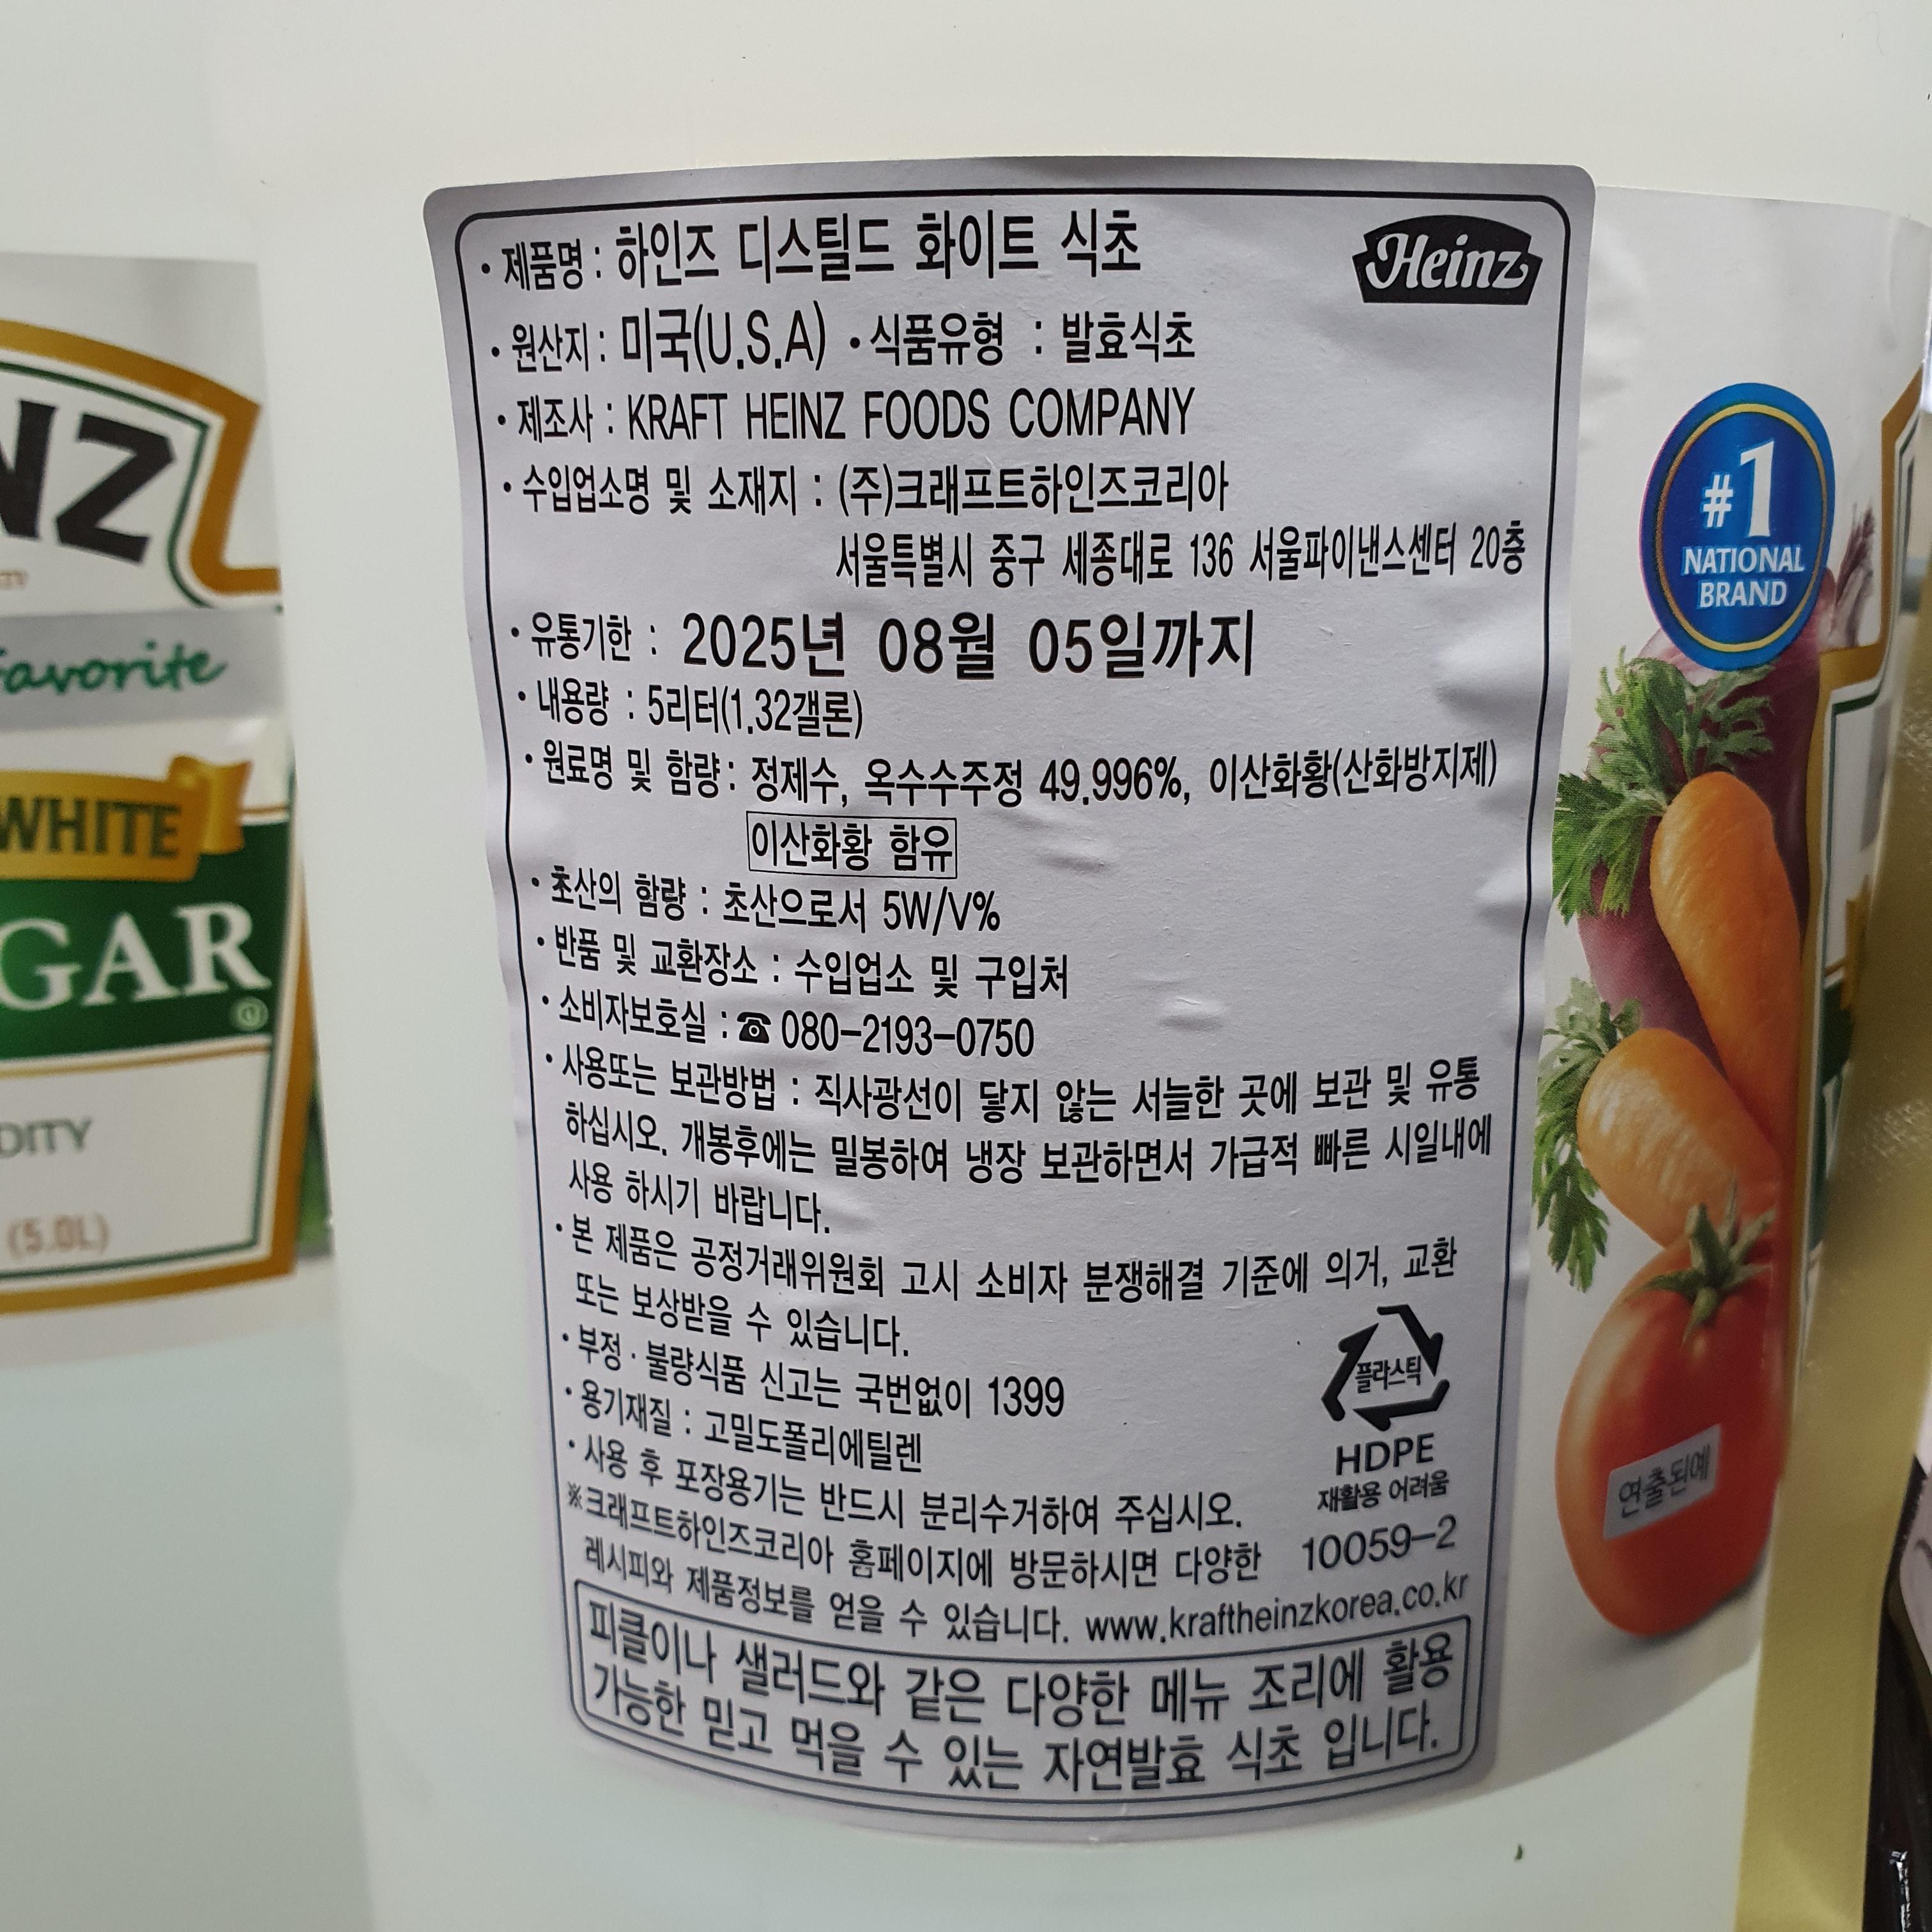 · 제품명 : 하인즈 디스틸드 화이트 식초
Heinz
· 원산지 : 미국(U.S.A) · 식품유형 : 발효식초
· 제조사 : KRAFT HEINZ FOODS COMPANY
· 수입업소명 및 소재지 : (주)크래프트하인즈코리아
서울특별시 중구 세종대로 136 서울파이낸스센터 20층
· 유통기한 : 2025년 08월 05일까지
· 내용량 : 5리터(1.32갤론)
· 원료명 및 함량 : 정제수, 옥수수주정 49.996%, 이산화황(산화방지제)
이산화황 함유
· 초산의 함량 : 초산으로서 5W/V%
· 반품 및 교환장소 : 수입업소 및 구입처
· 소비자보호실 : ☎ 080-2193-0750
· 사용또는 보관방법 : 직사광선이 닿지 않는 서늘한 곳에 보관 및 유통
하십시오. 개봉후에는 밀봉하여 냉장 보관하면서 가급적 빠른 시일내에
사용 하시기 바랍니다.
· 본 제품은 공정거래위원회 고시 소비자 분쟁해결 기준에 의거, 교환
또는 보상받을 수 있습니다.
· 부정·불량식품 신고는 국번없이 1399
· 용기재질 : 고밀도폴리에틸렌
· 사용 후 포장용기는 반드시 분리수거하여 주십시오.
플라스틱
HDPE
재활용 어려움
10059-2
※크래프트하인즈코리아 홈페이지에 방문하시면 다양한
레시피와 제품정보를 얻을 수 있습니다. www.kraftheinzkorea.co.kr
피클이나 샐러드와 같은 다양한 메뉴 조리에 활용
가능한 믿고 먹을 수 있는 자연발효 식초 입니다.
#1
NATIONAL
BRAND
연출된예
NZ
avorite
WHITE
GAR
DITY
(5.0L)